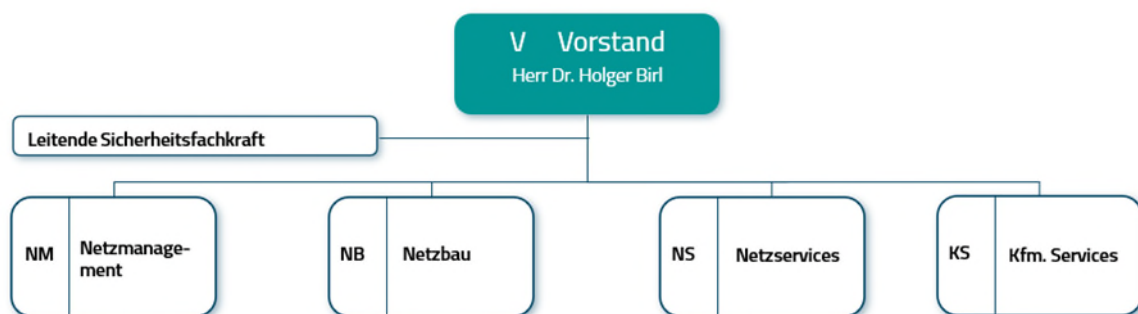 V Vorstand
Herr Dr. Holger Birl
Leitende Sicherheitsfachkraft
NM
Netzmanage-
ment
NB
Netzbau
NS
Netzservices
KS
Kfm. Services